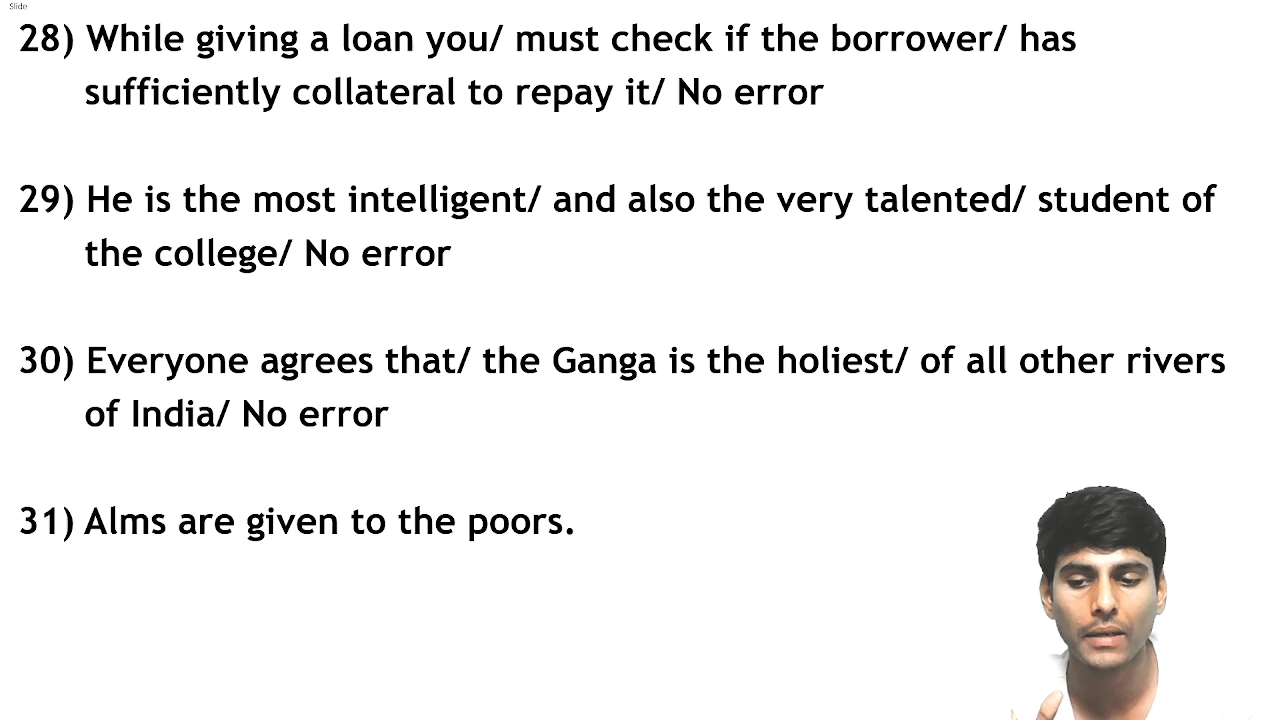 Slide
28) While giving a loan you/ must check if the borrower/ has
sufficiently collateral to repay it/ No error
29) He is the most intelligent/ and also the very talented/ student of
the college/ No error
30) Everyone agrees that/ the Ganga is the holiest/ of all other rivers
of India/ No error
31) Alms are given to the poors.